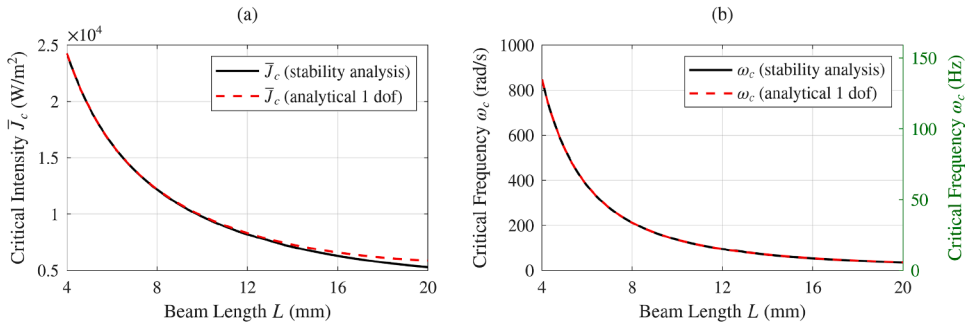 (a)
×10⁴
2.5
2
1.5
1
0.5
4
8
12
16
20
Critical Intensity J̅c (W/m²)
Beam Length L (mm)
J̅c (stability analysis)
J̅c (analytical 1 dof)
(b)
1000
800
600
400
200
0
4
8
12
16
20
Critical Frequency ωc (rad/s)
Beam Length L (mm)
ωc (stability analysis)
ωc (analytical 1 dof)
150
100
50
0
Critical Frequency ωc (Hz)